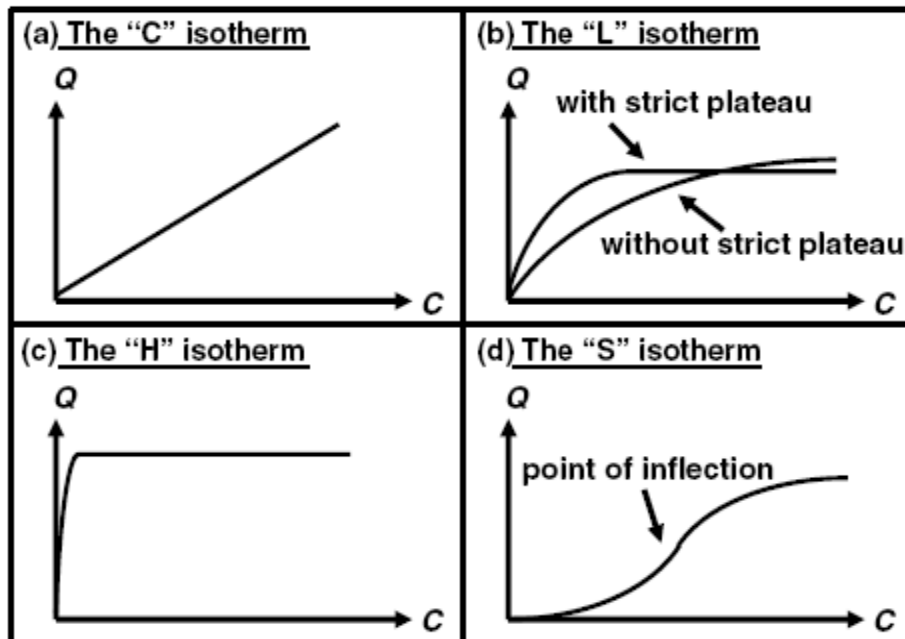 (a) The “C” isotherm
Q
C
(b) The “L” isotherm
Q
with strict plateau
without strict plateau
C
(c) The “H” isotherm
Q
C
(d) The “S” isotherm
Q
point of inflection
C